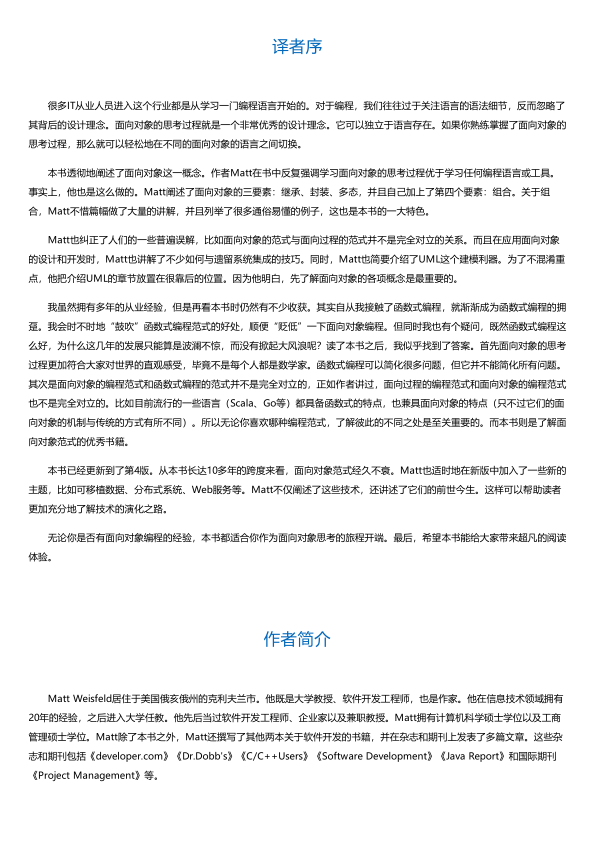 译者序
很多IT从业人员进入这个行业都是从学习一门编程语言开始的。对于编程，我们往往过于关注语言的语法细节，反而忽略了
其背后的设计理念。面向对象的思考过程就是一个非常优秀的设计理念。它可以独立于语言存在。如果你熟练掌握了面向对象的
思考过程，那么就可以轻松地在不同的面向对象的语言之间切换。
本书透彻地阐述了面向对象这一概念。作者Matt在书中反复强调学习面向对象的思考过程优于学习任何编程语言或工具。
事实上，他也是这么做的。Matt阐述了面向对象的三要素：继承、封装、多态，并且自己加上了第四个要素：组合。关于组
合，Matt不惜篇幅做了大量的讲解，并且列举了很多通俗易懂的例子，这也是本书的一大特色。
Matt也纠正了人们的一些普遍误解，比如面向对象的范式与面向过程的范式并不是完全对立的关系。而且在应用面向对象
的设计和开发时，Matt也讲解了不少如何与遗留系统集成的技巧。同时，Matt也简要介绍了UML这个建模利器。为了不混淆重
点，他把介绍UML的章节放置在很靠后的位置。因为他明白，先了解面向对象的各项概念是最重要的。
我虽然拥有多年的从业经验，但是再看本书时仍然有不少收获。其实自从我接触了函数式编程，就渐渐成为函数式编程的拥
趸。我会时不时地“鼓吹”函数式编程范式的好处，顺便“贬低”一下面向对象编程。但同时我也有个疑问，既然函数式编程这
么好，为什么这几年的发展只能算是波澜不惊，而没有掀起大风浪呢？读了本书之后，我似乎找到了答案。首先面向对象的思考
过程更加符合大家对世界的直观感受，毕竟不是每个人都是数学家。函数式编程可以简化很多问题，但它并不能简化所有问题。
其次是面向对象的编程范式和函数式编程的范式并不是完全对立的，正如作者讲过，面向过程的编程范式和面向对象的编程范式
也不是完全对立的。比如目前流行的一些语言（Scala、Go等）都具备函数式的特点，也兼具面向对象的特点（只不过它们的面
向对象的机制与传统的方式有所不同）。所以无论你喜欢哪种编程范式，了解彼此的不同之处是至关重要的。而本书则是了解面
向对象范式的优秀书籍。
本书已经更新到了第4版。从本书长达10多年的跨度来看，面向对象范式经久不衰。Matt也适时地在新版中加入了一些新的
主题，比如可移植数据、分布式系统、Web服务等。Matt不仅阐述了这些技术，还讲述了它们的前世今生。这样可以帮助读者
更加充分地了解技术的演化之路。
无论你是否有面向对象编程的经验，本书都适合你作为面向对象思考的旅程开端。最后，希望本书能给大家带来超凡的阅读
体验。
作者简介
Matt Weisfeld居住于美国俄亥俄州的克利夫兰市。他既是大学教授、软件开发工程师，也是作家。他在信息技术领域拥有
20年的经验，之后进入大学任教。他先后当过软件开发工程师、企业家以及兼职教授。Matt拥有计算机科学硕士学位以及工商
管理硕士学位。Matt除了本书之外，Matt还撰写了其他两本关于软件开发的书籍，并在杂志和期刊上发表了多篇文章。这些杂
志和期刊包括《developer.com》《Dr.Dobb's》《C/C++Users》《Software Development》《Java Report》和国际期刊
《Project Management》等。